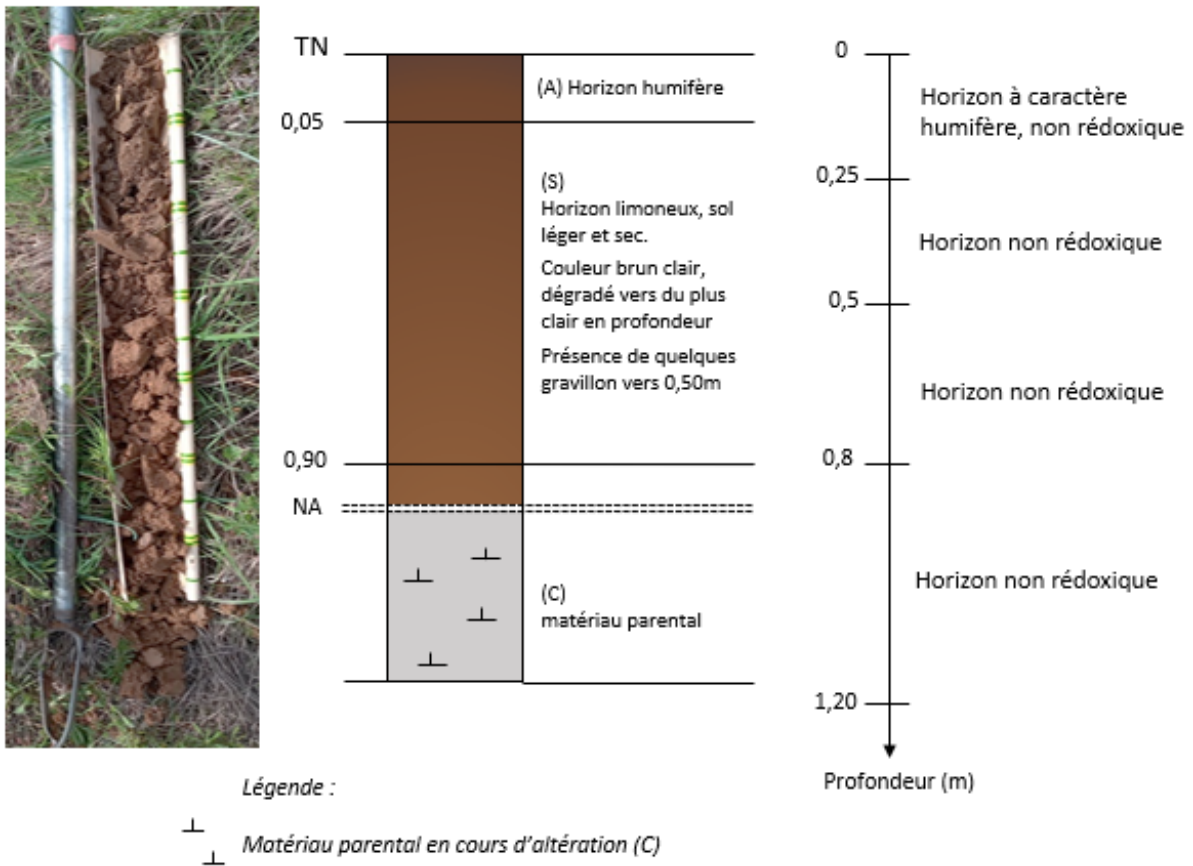 TN
(A) Horizon humifère
0,05
(S)
Horizon limoneux, sol
léger et sec.
Couleur brun clair,
dégradé vers du plus
clair en profondeur
Présence de quelques
gravillon vers 0,50m
0,90
NA
(C)
matériau parental
0
Horizon à caractère
humifère, non rédoxique
0,25
Horizon non rédoxique
0,5
Horizon non rédoxique
0,8
Horizon non rédoxique
1,20
Profondeur (m)
Légende :
Matériau parental en cours d'altération (C)